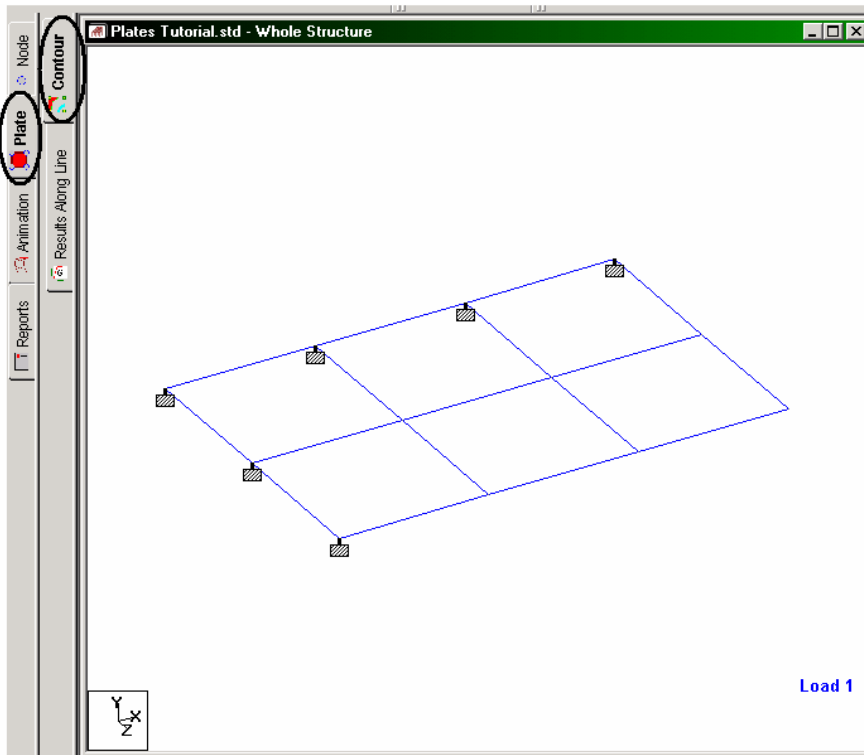 Plates Tutorial.std - Whole Structure
Node
Plate
Animation
Reports
Contour
Results Along Line
Load 1
Y
X
Z